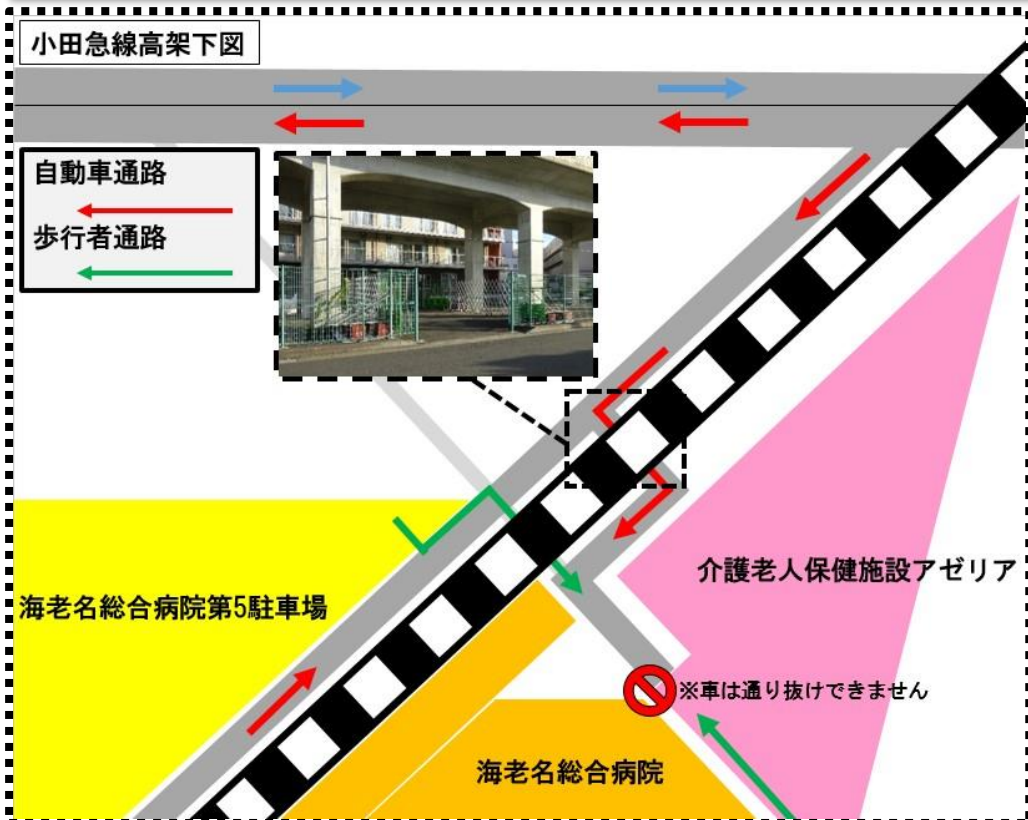 小田急線高架下図
自動車通路
歩行者通路
介護老人保健施設アゼリア
海老名総合病院第5駐車場
※車は通り抜けできません
海老名総合病院